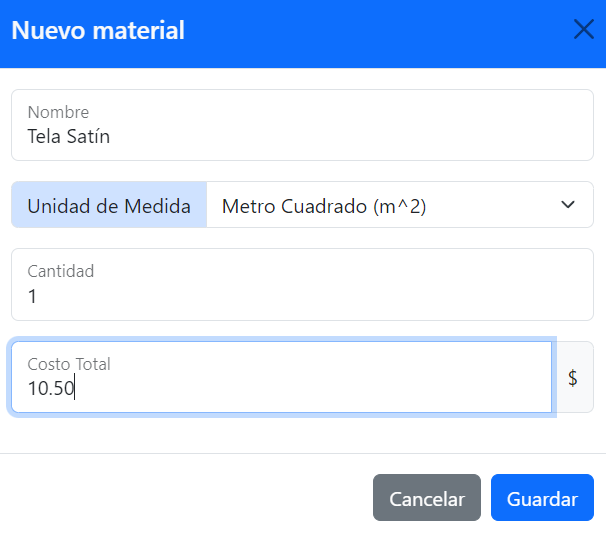 Nuevo material
Nombre
Tela Satín
Unidad de Medida Metro Cuadrado (m^2)
Cantidad
1
Costo Total
10.50
$
Cancelar Guardar